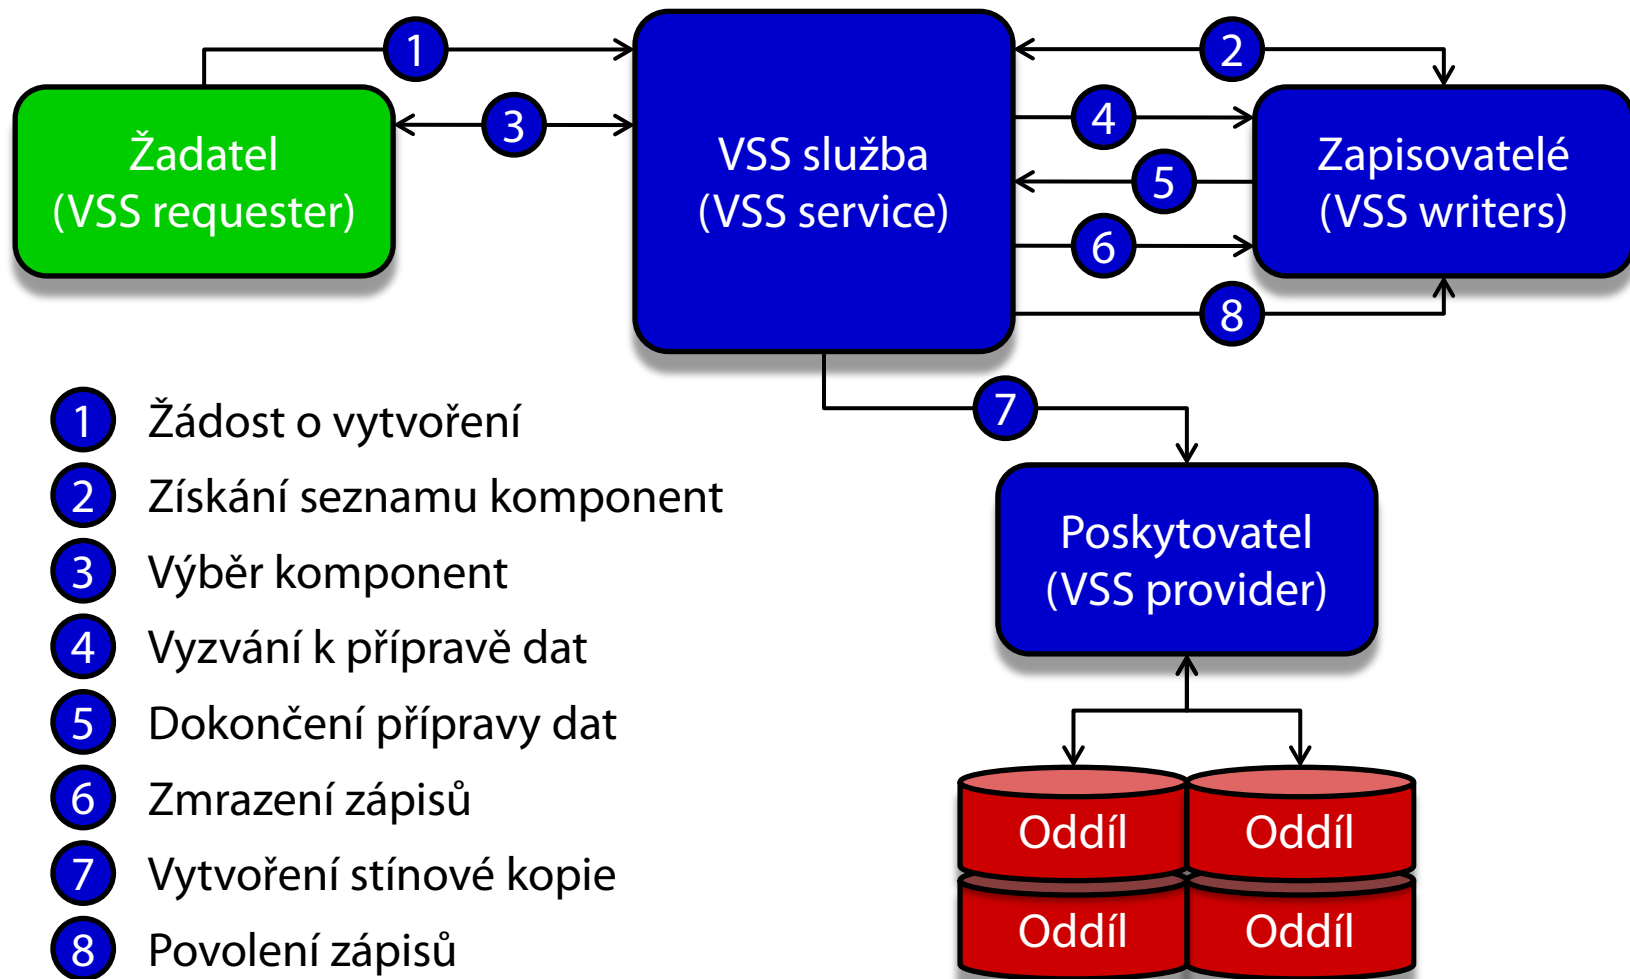 1
2
3
4
5
6
8
7
Žadatel
(VSS requester)
VSS služba
(VSS service)
Zapisovatelé
(VSS writers)
Poskytovatel
(VSS provider)
Oddíl Oddíl
Oddíl Oddíl
1 Žádost o vytvoření
2 Získání seznamu komponent
3 Výběr komponent
4 Vyzvání k přípravě dat
5 Dokončení přípravy dat
6 Zmrazení zápisů
7 Vytvoření stínové kopie
8 Povolení zápisů